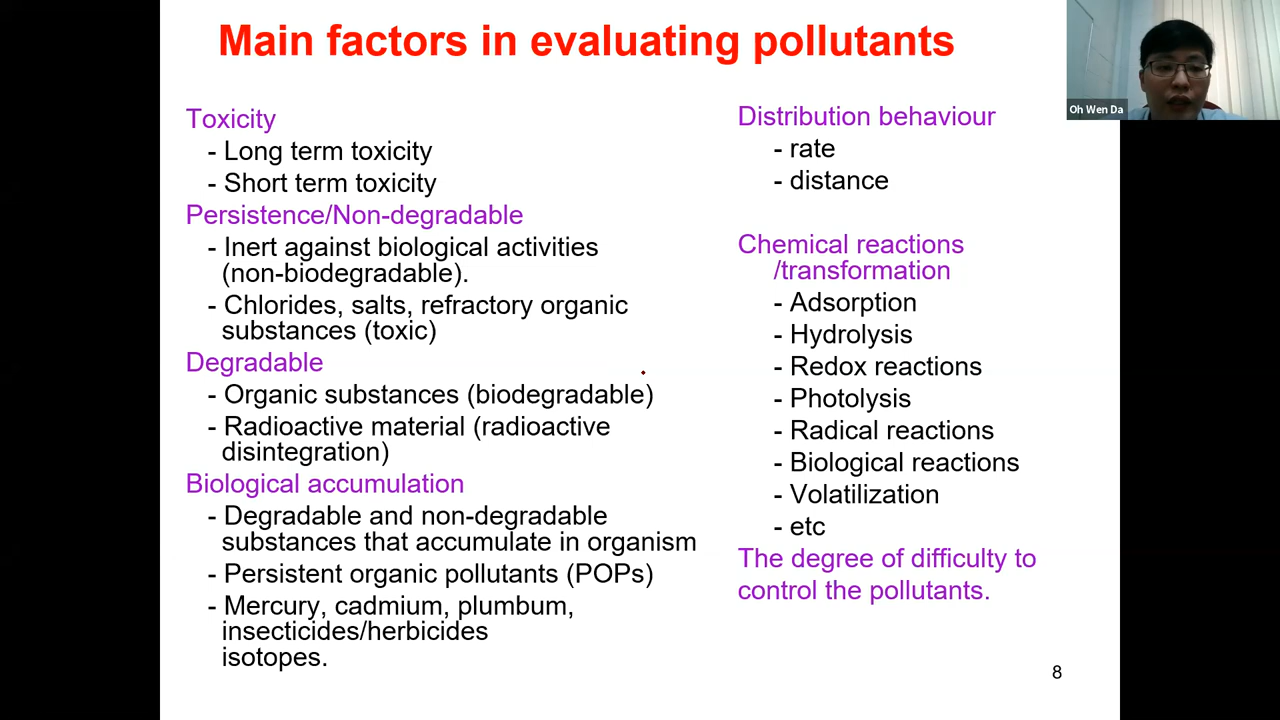 Main factors in evaluating pollutants
Oh Wen Da
Toxicity
- Long term toxicity
- Short term toxicity
Persistence/Non-degradable
- Inert against biological activities
(non-biodegradable).
- Chlorides, salts, refractory organic
substances (toxic)
Degradable
- Organic substances (biodegradable)
- Radioactive material (radioactive
disintegration)
Biological accumulation
- Degradable and non-degradable
substances that accumulate in organism
- Persistent organic pollutants (POPs)
- Mercury, cadmium, plumbum,
insecticides/herbicides
isotopes.
Distribution behaviour
- rate
- distance
Chemical reactions
/transformation
- Adsorption
- Hydrolysis
- Redox reactions
- Photolysis
- Radical reactions
- Biological reactions
- Volatilization
- etc
The degree of difficulty to
control the pollutants.
8